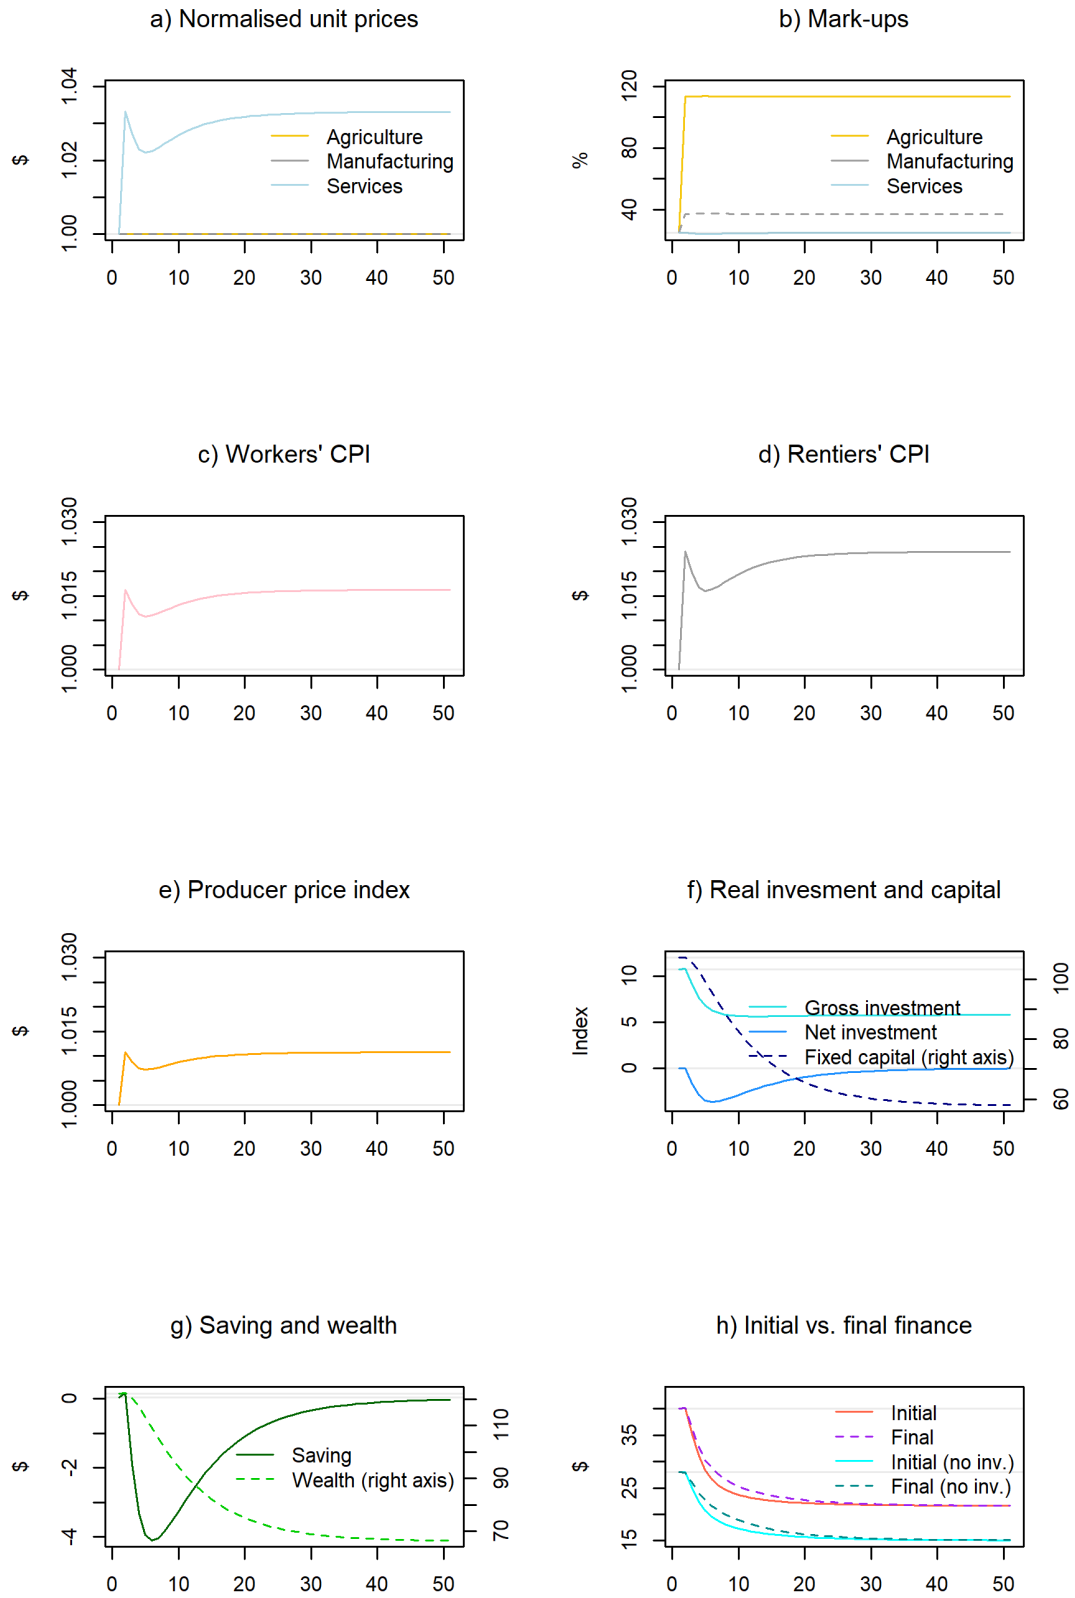 a) Normalised unit prices
b) Mark-ups
$
1.00 1.02 1.04
Agriculture
Manufacturing
Services
0 10 20 30 40 50
%
40 80 120
Agriculture
Manufacturing
Services
0 10 20 30 40 50
c) Workers' CPI
d) Rentiers' CPI
$
1.000 1.015 1.030
0 10 20 30 40 50
$
1.000 1.015 1.030
0 10 20 30 40 50
e) Producer price index
f) Real invesment and capital
$
1.000 1.015 1.030
0 10 20 30 40 50
Index
0 5 10
Gross investment
Net investment
Fixed capital (right axis)
60 80 100
0 10 20 30 40 50
g) Saving and wealth
h) Initial vs. final finance
$
-4 -2 0
Saving
Wealth (right axis)
70 90 110
0 10 20 30 40 50
$
15 25 35
Initial
Final
Initial (no inv.)
Final (no inv.)
0 10 20 30 40 50